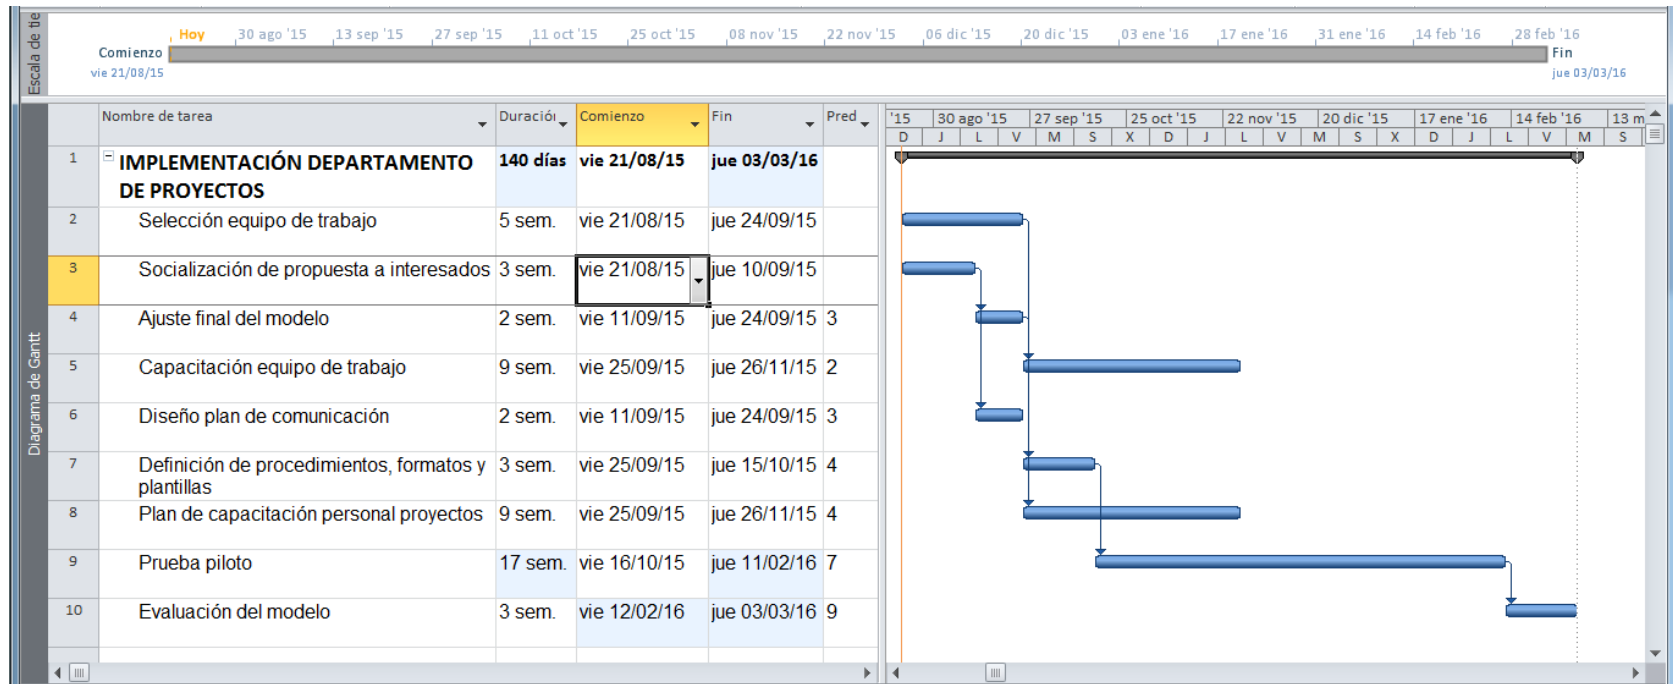 Escala de tie
Hoy 30 ago '15 13 sep '15 27 sep '15 11 oct '15 25 oct '15 08 nov '15 22 nov '15 06 dic '15 20 dic '15 03 ene '16 17 ene '16 31 ene '16 14 feb '16 28 feb '16
Comienzo Fin
vie 21/08/15 jue 03/03/16
Diagrama de Gantt
Nombre de tarea Duració Comienzo Fin Pred
'15 30 ago '15 27 sep '15 25 oct '15 22 nov '15 20 dic '15 17 ene '16 14 feb '16 13 m
D J L V M S X D J L V M S X D J L V M S
1 IMPLEMENTACIÓN DEPARTAMENTO 140 días vie 21/08/15 jue 03/03/16
DE PROYECTOS
2 Selección equipo de trabajo 5 sem. vie 21/08/15 jue 24/09/15
3 Socialización de propuesta a interesados 3 sem. vie 21/08/15 jue 10/09/15
4 Ajuste final del modelo 2 sem. vie 11/09/15 jue 24/09/15 3
5 Capacitación equipo de trabajo 9 sem. vie 25/09/15 jue 26/11/15 2
6 Diseño plan de comunicación 2 sem. vie 11/09/15 jue 24/09/15 3
7 Definición de procedimientos, formatos y 3 sem. vie 25/09/15 jue 15/10/15 4
plantillas
8 Plan de capacitación personal proyectos 9 sem. vie 25/09/15 jue 26/11/15 4
9 Prueba piloto 17 sem. vie 16/10/15 jue 11/02/16 7
10 Evaluación del modelo 3 sem. vie 12/02/16 jue 03/03/16 9